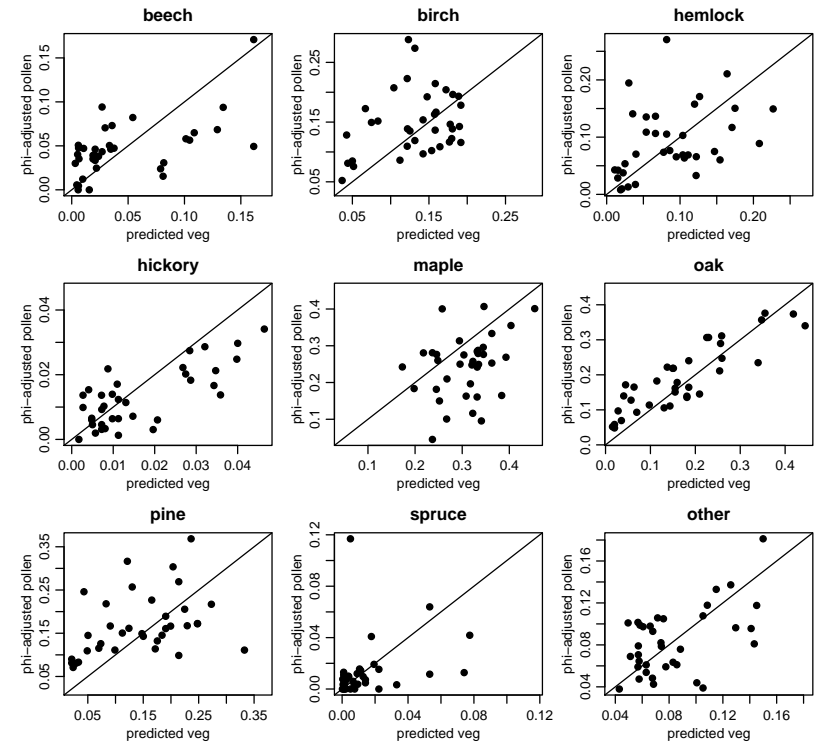 beech
phi−adjusted pollen
0.00 0.05 0.10 0.15
0.00 0.05 0.10 0.15
predicted veg
birch
phi−adjusted pollen
0.05 0.15 0.25
0.05 0.15 0.25
predicted veg
hemlock
phi−adjusted pollen
0.00 0.10 0.20
0.00 0.10 0.20
predicted veg
hickory
phi−adjusted pollen
0.00 0.02 0.04
0.00 0.01 0.02 0.03 0.04
predicted veg
maple
phi−adjusted pollen
0.1 0.2 0.3 0.4
0.1 0.2 0.3 0.4
predicted veg
oak
phi−adjusted pollen
0.0 0.1 0.2 0.3 0.4
0.0 0.1 0.2 0.3 0.4
predicted veg
pine
phi−adjusted pollen
0.05 0.15 0.25 0.35
0.05 0.15 0.25 0.35
predicted veg
spruce
phi−adjusted pollen
0.00 0.04 0.08 0.12
0.00 0.04 0.08 0.12
predicted veg
other
phi−adjusted pollen
0.04 0.08 0.12 0.16
0.04 0.08 0.12 0.16
predicted veg